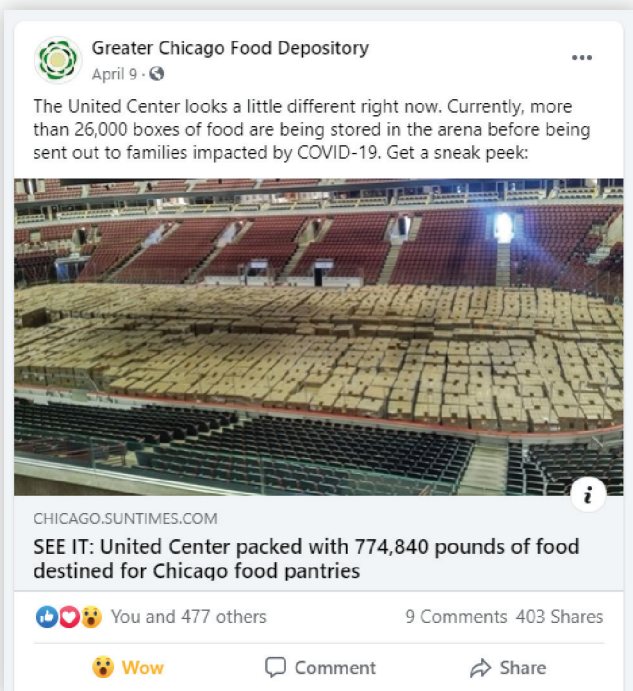 Greater Chicago Food Depository
April 9 ·
The United Center looks a little different right now. Currently, more
than 26,000 boxes of food are being stored in the arena before being
sent out to families impacted by COVID-19. Get a sneak peek:
i
CHICAGO.SUNTIMES.COM
SEE IT: United Center packed with 774,840 pounds of food
destined for Chicago food pantries
You and 477 others 9 Comments 403 Shares
Wow Comment Share